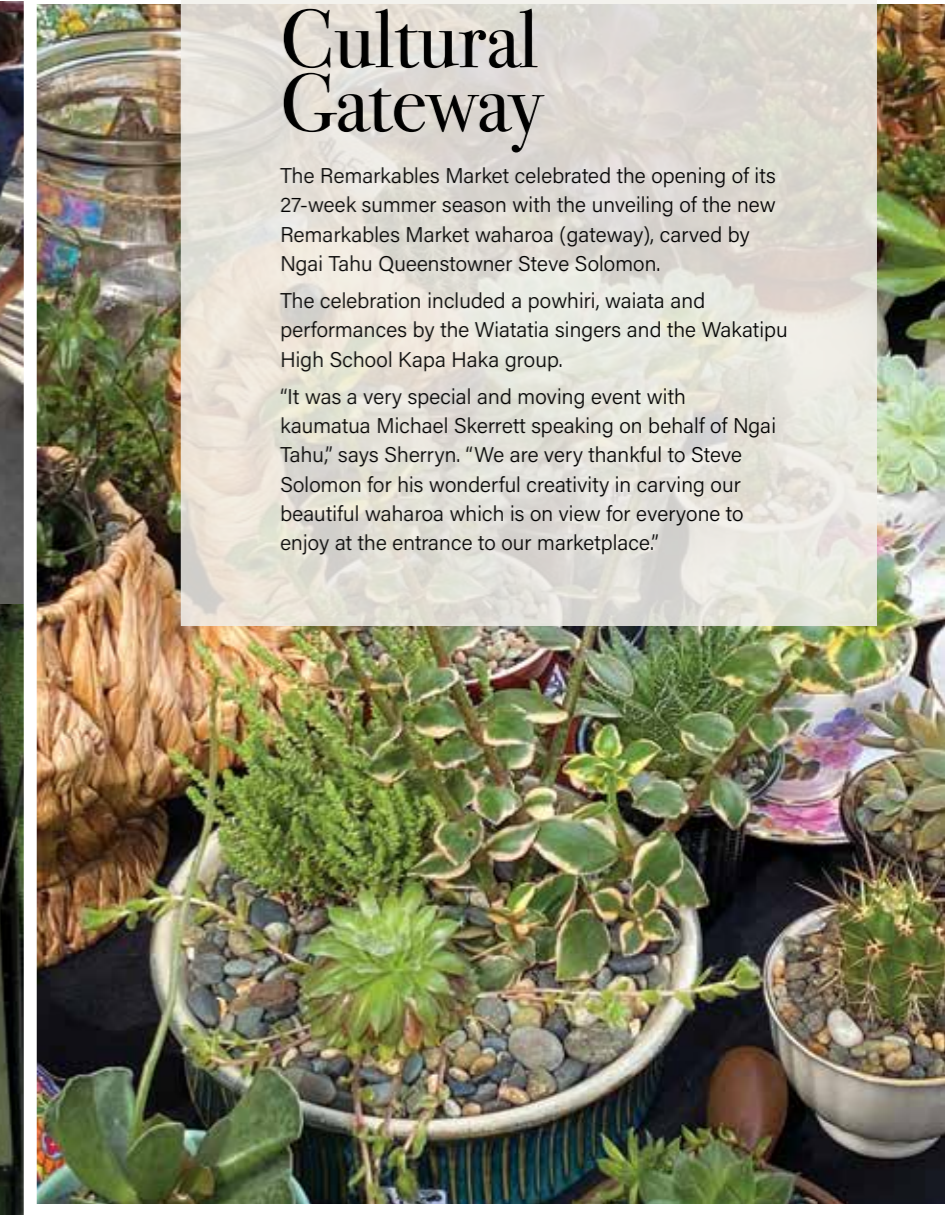 Cultural
Gateway
The Remarkables Market celebrated the opening of its
27-week summer season with the unveiling of the new
Remarkables Market waharoa (gateway), carved by
Ngai Tahu Queenstowner Steve Solomon.
The celebration included a powhiri, waiata and
performances by the Wiatatia singers and the Wakatipu
High School Kapa Haka group.
“It was a very special and moving event with
kaumatua Michael Skerrett speaking on behalf of Ngai
Tahu,” says Sherryn. “We are very thankful to Steve
Solomon for his wonderful creativity in carving our
beautiful waharoa which is on view for everyone to
enjoy at the entrance to our marketplace.”